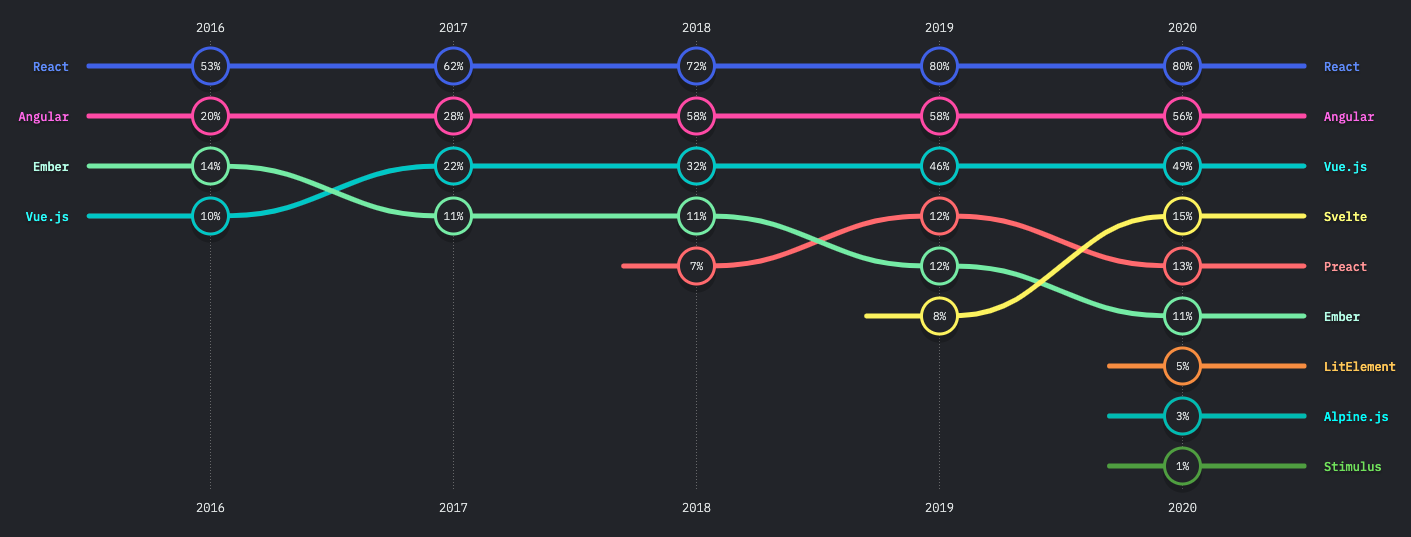 2016 2017 2018 2019 2020
React 53% 62% 72% 80% 80% React
Angular 20% 28% 58% 58% 56% Angular
Ember 14% 22% 32% 46% 49% Vue.js
Vue.js 10% 11% 11% 12% 15% Svelte
7% 12% 13% Preact
8% 11% Ember
5% LitElement
3% Alpine.js
1% Stimulus
2016 2017 2018 2019 2020